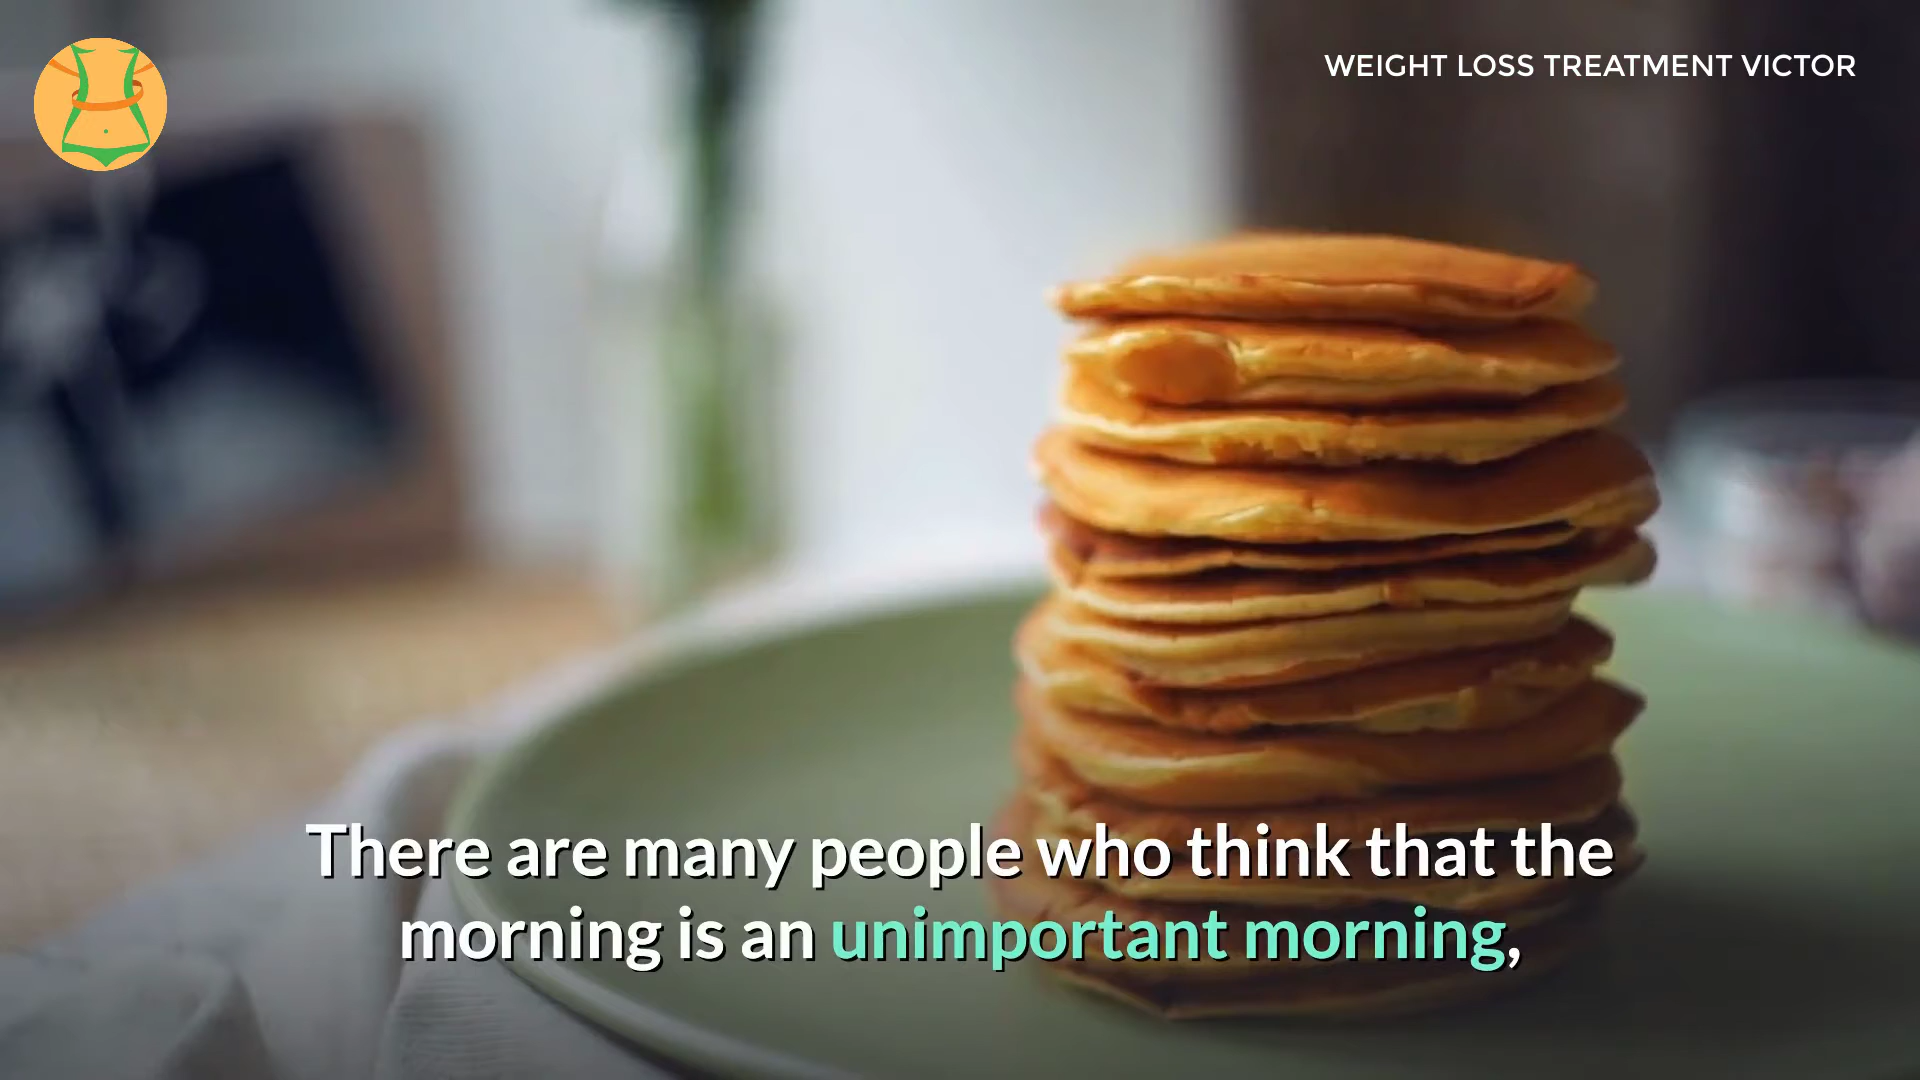 WEIGHT LOSS TREATMENT VICTOR
There are many people who think that the
morning is an unimportant morning,